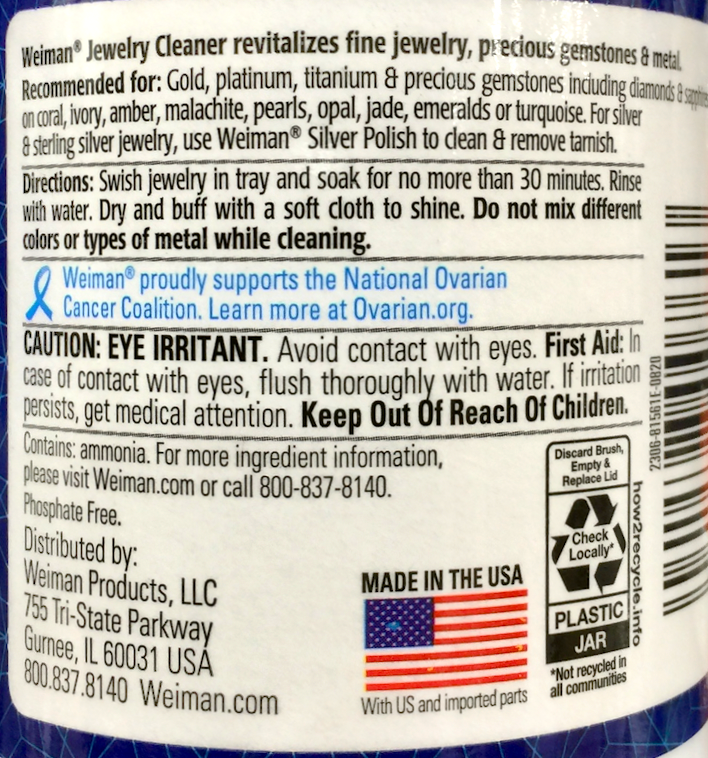 Weiman® Jewelry Cleaner revitalizes fine jewelry, precious gemstones & metal.
Recommended for: Gold, platinum, titanium & precious gemstones including diamonds &
on coral, ivory, amber, malachite, pearls, opal, jade, emeralds or turquoise. For silver
& sterling silver jewelry, use Weiman® Silver Polish to clean & remove tarnish.
Directions: Swish jewelry in tray and soak for no more than 30 minutes. Rinse
with water. Dry and buff with a soft cloth to shine. Do not mix different
colors or types of metal while cleaning.
Weiman® proudly supports the National Ovarian
Cancer Coalition. Learn more at Ovarian.org.
CAUTION: EYE IRRITANT. Avoid contact with eyes. First Aid: In
case of contact with eyes, flush thoroughly with water. If irritation
persists, get medical attention. Keep Out Of Reach Of Children.
Contains: ammonia. For more ingredient information,
please visit Weiman.com or call 800-837-8140.
Phosphate Free.
Distributed by:
Weiman Products, LLC
755 Tri-State Parkway
Gurnee, IL 60031 USA
800.837.8140 Weiman.com
MADE IN THE USA
With US and imported parts
Discard Brush,
Empty &
Replace Lid
Check
Locally*
PLASTIC
JAR
*Not recycled in
all communities
how2recycle.info
2306-81561E-0820